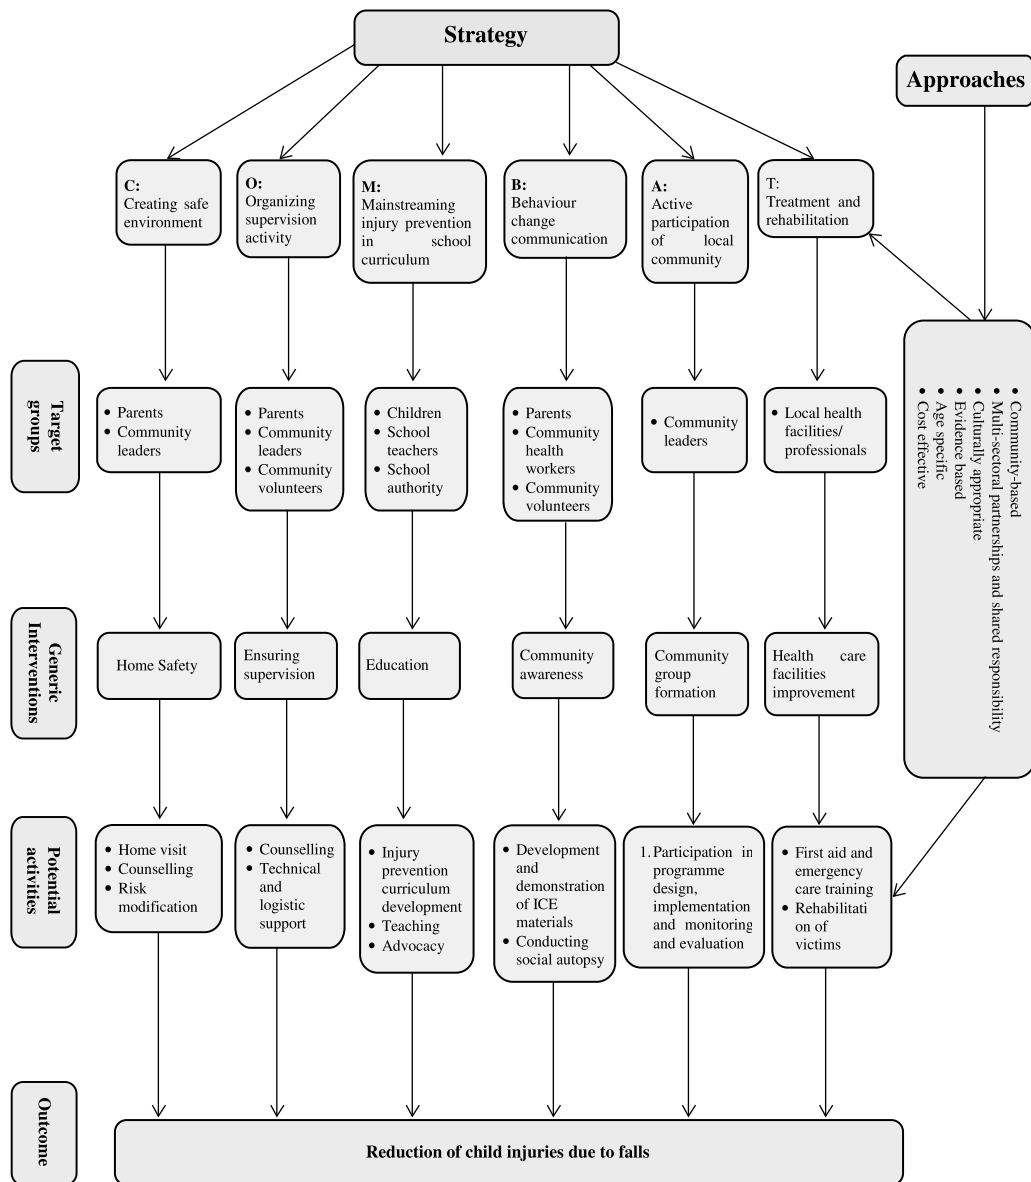 Strategy
Approaches
C:
Creating safe
environment
O:
Organizing
supervision
activity
M:
Mainstreaming
injury prevention
in school
curriculum
B:
Behaviour
change
communication
A:
Active
participation
of local
community
T:
Treatment and
rehabilitation
Target
groups
• Parents
• Community
leaders
• Parents
• Community
leaders
• Community
volunteers
• Children
• School
teachers
• School
authority
• Parents
• Community
health
workers
• Community
volunteers
• Community
leaders
• Local health
facilities/
professionals
• Community-based
• Multi-sectoral partnerships and shared responsibility
• Culturally appropriate
• Evidence based
• Age specific
• Cost effective
Generic
Interventions
Home Safety
Ensuring
supervision
Education
Community
awareness
Community
group
formation
Health care
facilities
improvement
Potential
activities
• Home visit
• Counselling
• Risk
modification
• Counselling
• Technical
and
logistic
support
• Injury
prevention
curriculum
development
• Teaching
• Advocacy
• Development
and
demonstration
of ICE
materials
• Conducting
social autopsy
1. Participation in
programme
design,
implementation
and monitoring
and evaluation
• First aid and
emergency
care training
• Rehabilitati
on of
victims
Outcome
Reduction of child injuries due to falls